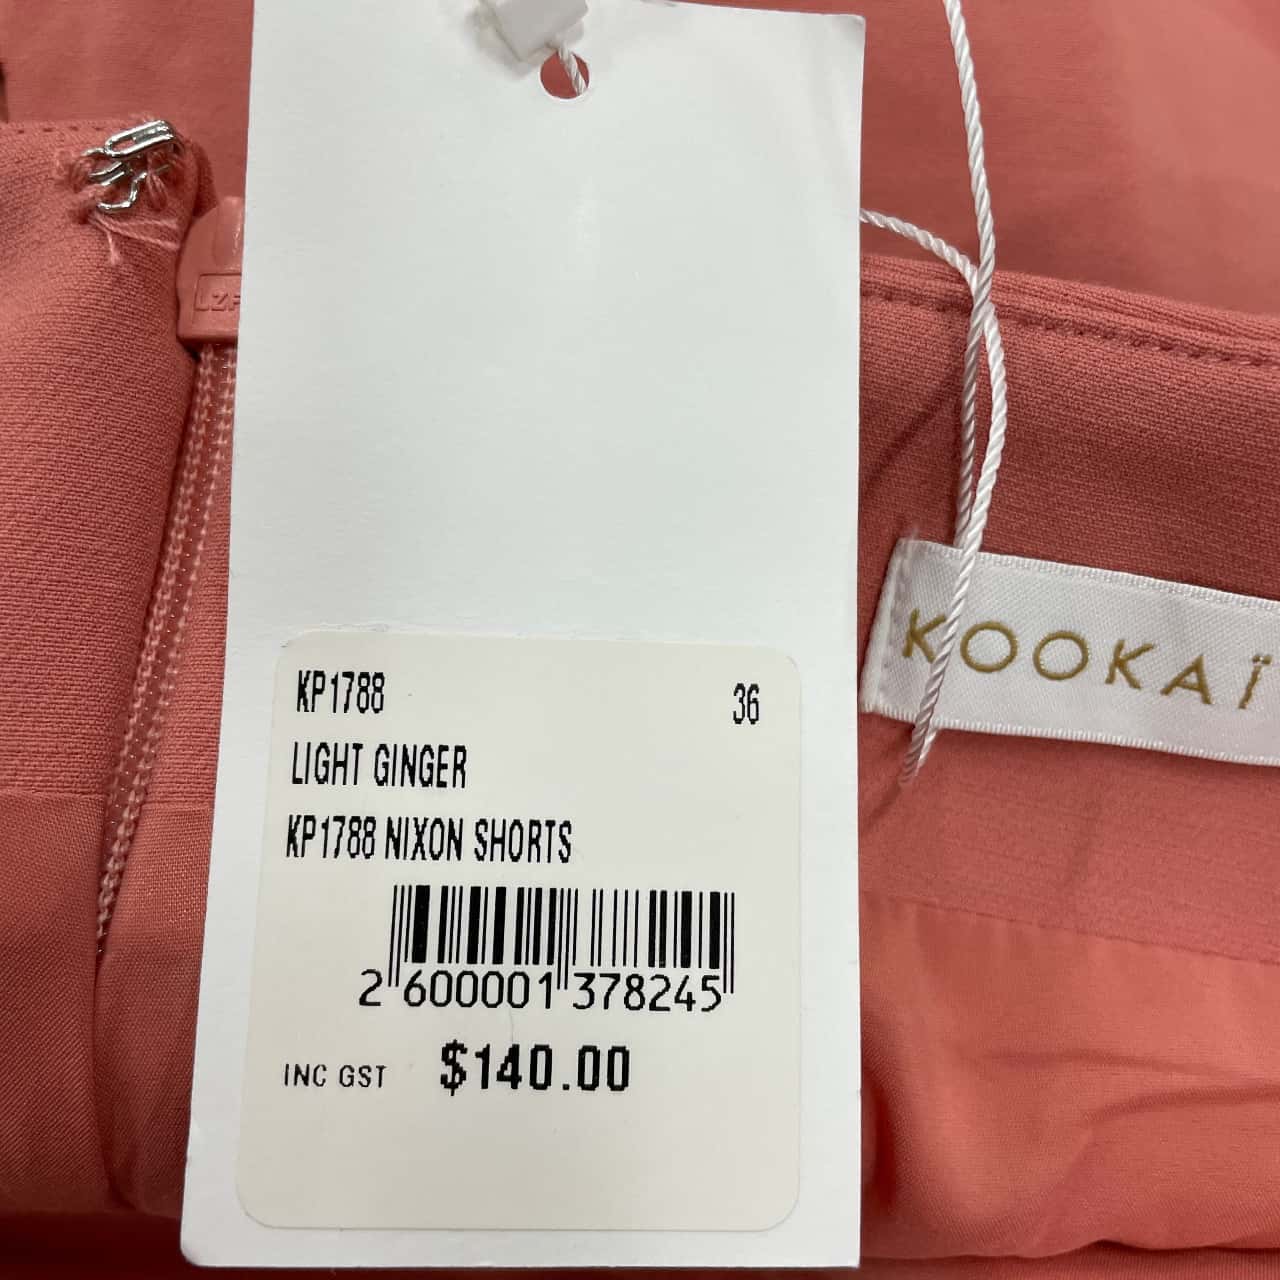 KP1788 36
LIGHT GINGER
KP1788 NIXON SHORTS
2 600001 378245
INC GST $140.00
KOOKAÏ